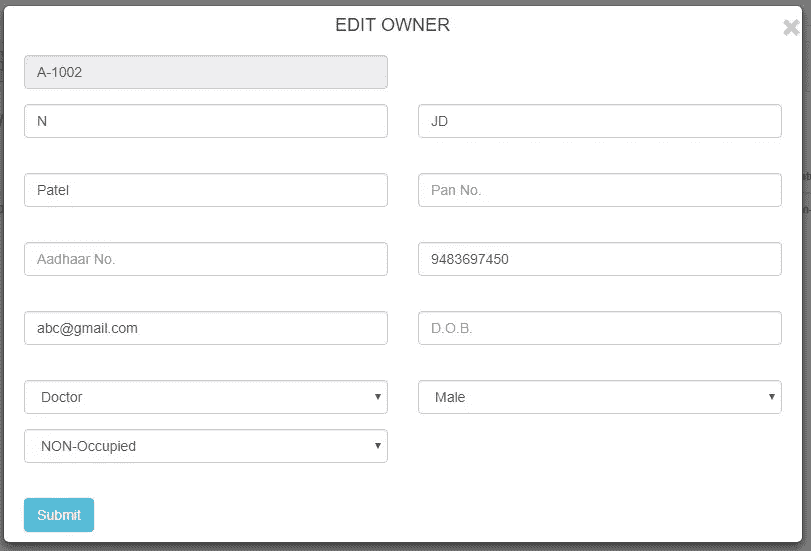 EDIT OWNER
A-1002
N JD
Patel Pan No.
Aadhaar No. 9483697450
abc@gmail.com D.O.B.
Doctor Male
NON-Occupied
Submit